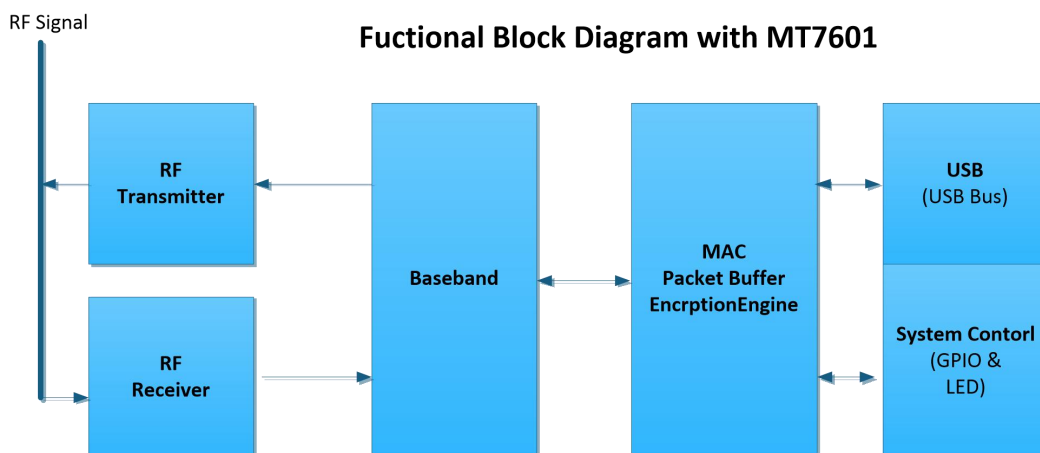 RF Signal
Fuctional Block Diagram with MT7601
RF
Transmitter
RF
Receiver
Baseband
MAC
Packet Buffer
EncrptionEngine
USB
(USB Bus)
System Contorl
(GPIO &
LED)